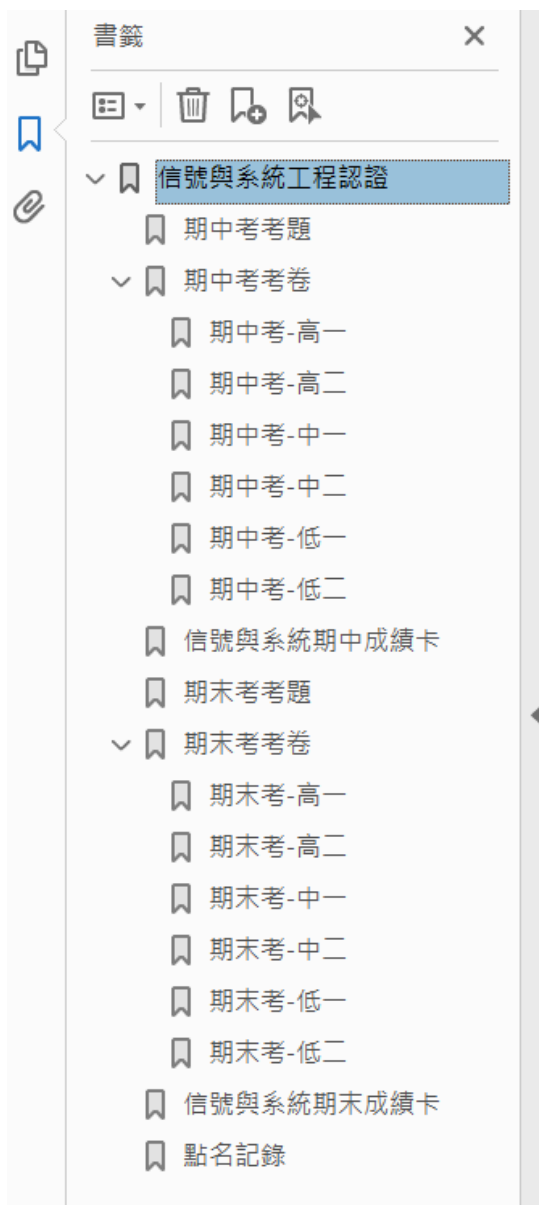 書籤
信號與系統工程認證
期中考考題
期中考考卷
期中考-高一
期中考-高二
期中考-中一
期中考-中二
期中考-低一
期中考-低二
信號與系統期中成績卡
期末考考題
期末考考卷
期末考-高一
期末考-高二
期末考-中一
期末考-中二
期末考-低一
期末考-低二
信號與系統期末成績卡
點名記錄